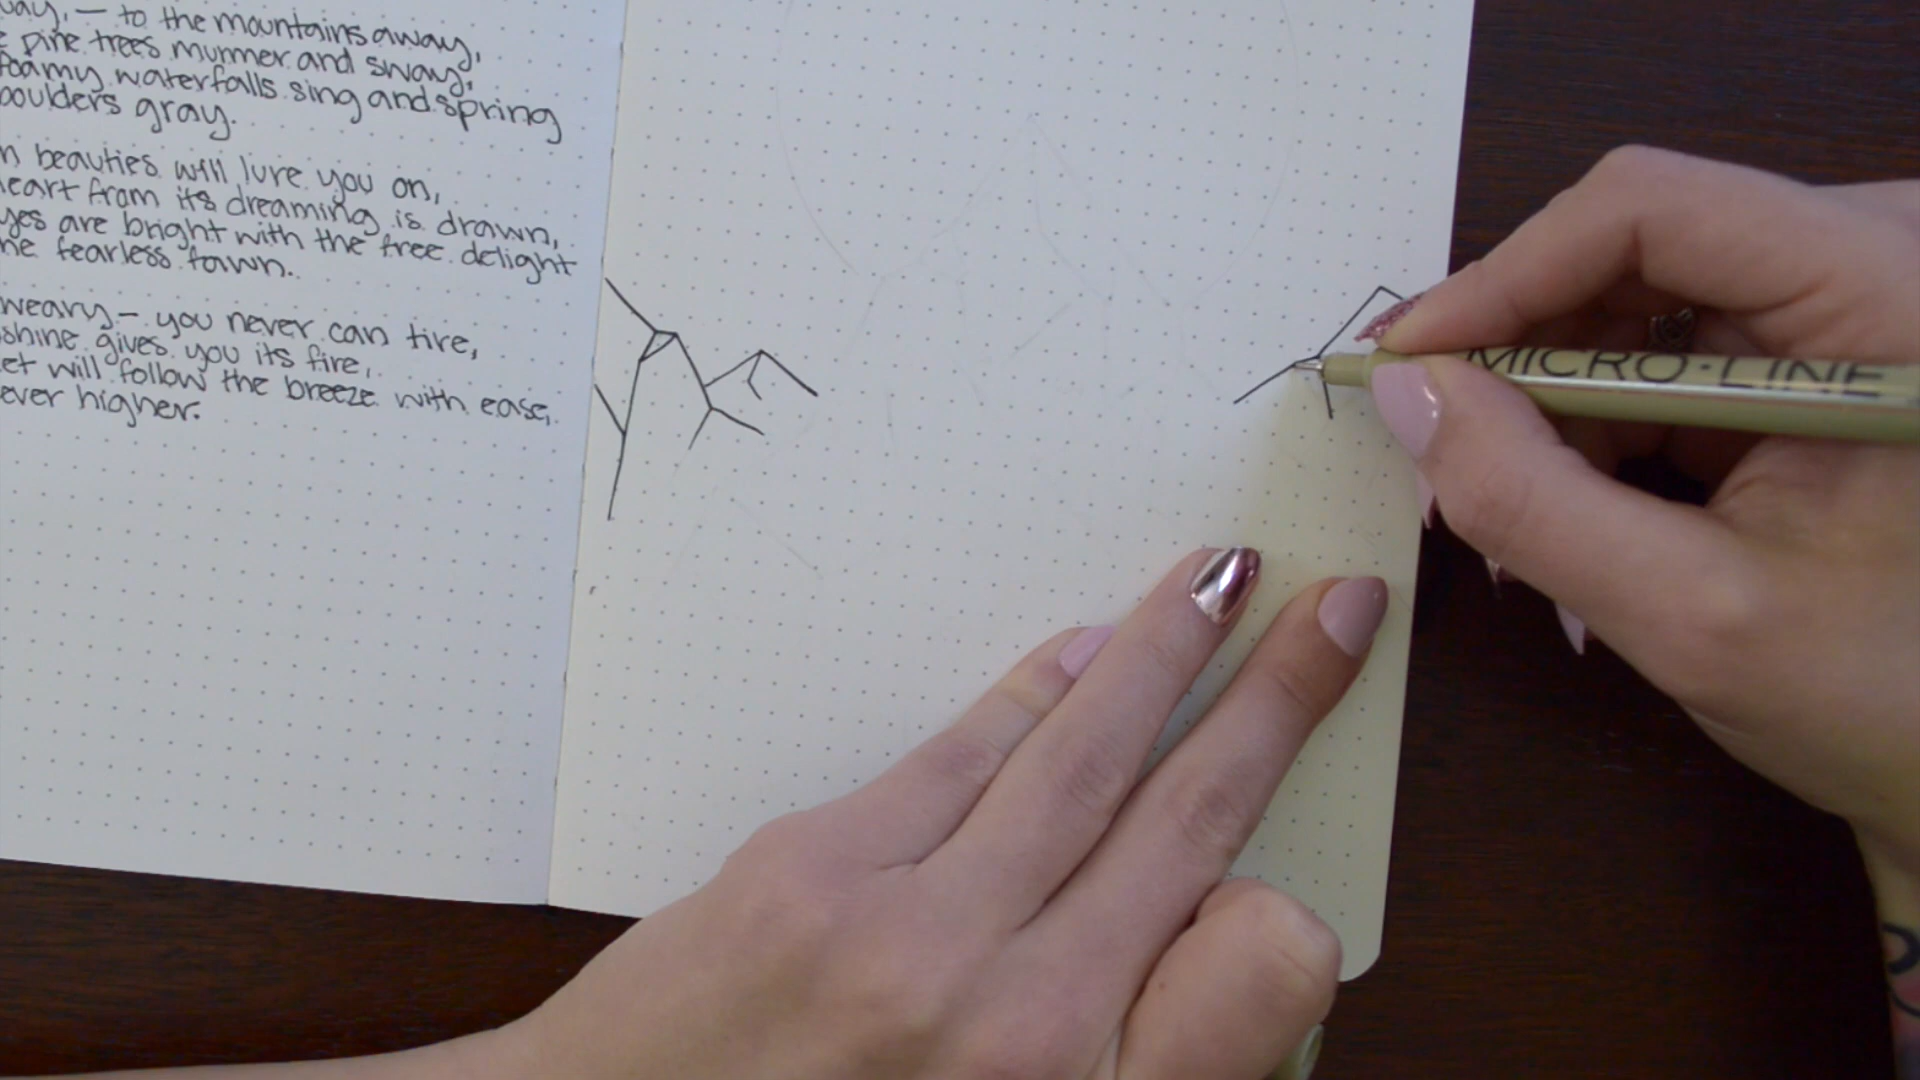 way, – to the mountains away,
pine trees murmer and sway,
foamy waterfalls sing and spring
boulders gray.
beauties will lure you on,
heart from its dreaming is drawn,
eyes are bright with the free delight
the fearless fawn.
weary – you never can tire,
shine gives you its fire,
will follow the breeze with ease,
ever higher.
MICRO-LINE